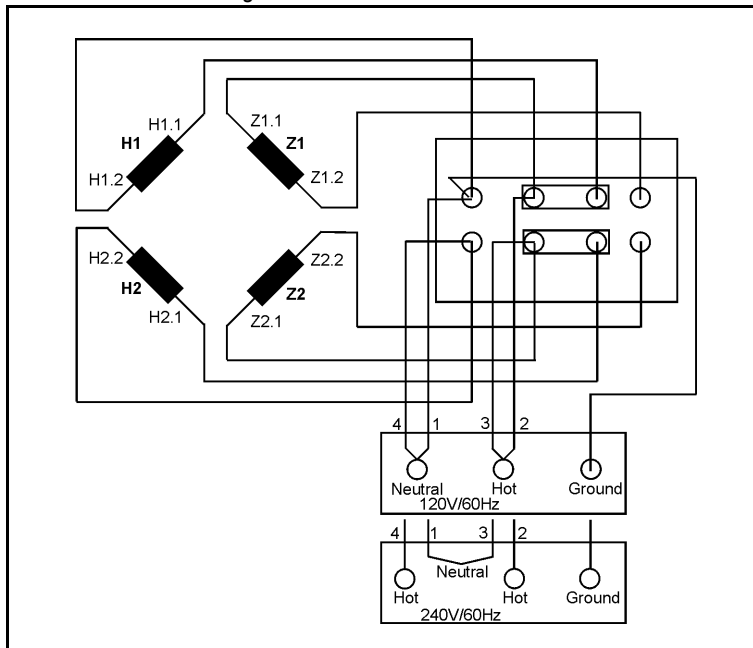 H1.1
Z1.1
H1
Z1
H1.2
Z1.2
H2.2
Z2.2
H2
Z2
H2.1
Z2.1
4 1 3 2
Neutral Hot Ground
120V/60Hz
4 1 3 2
Neutral
Hot Hot Ground
240V/60Hz